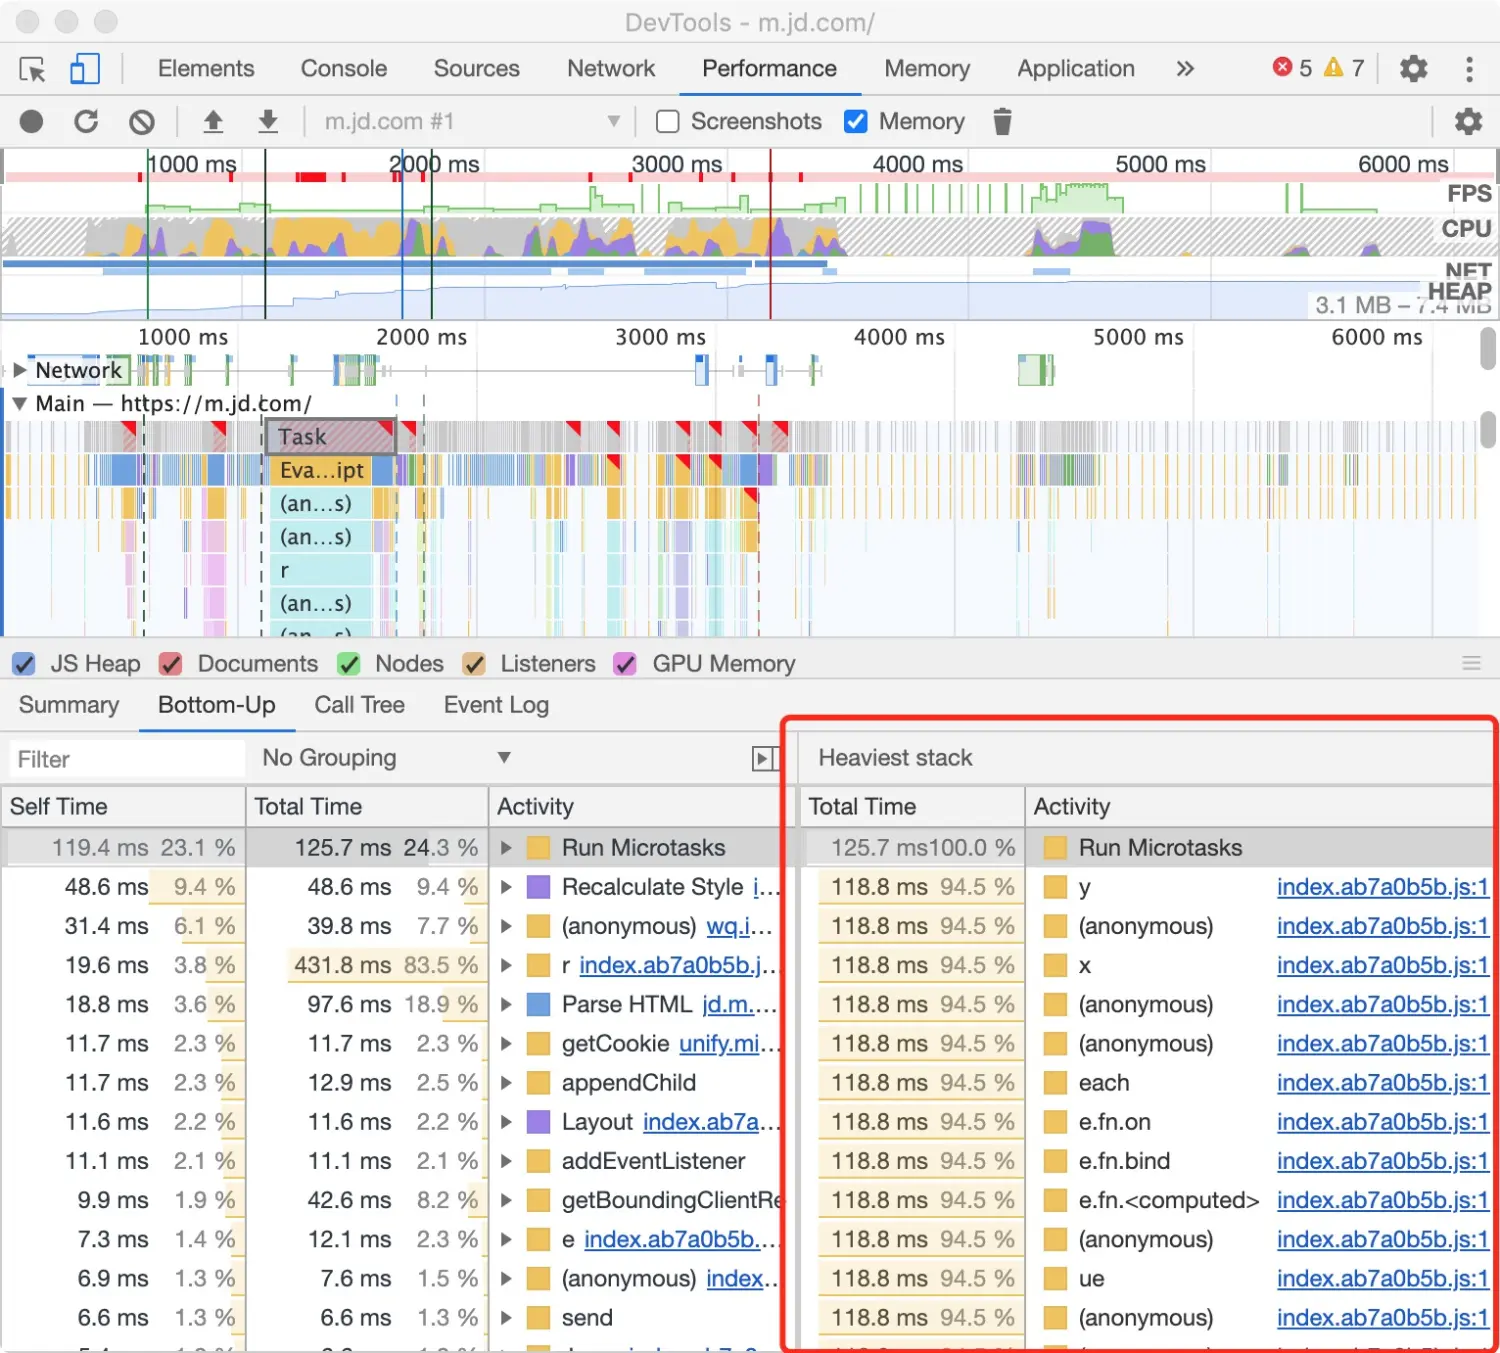 DevTools - m.jd.com/
Elements Console Sources Network Performance Memory Application » 5 7
m.jd.com #1 Screenshots Memory
1000 ms 2000 ms 3000 ms 4000 ms 5000 ms 6000 ms
FPS
CPU
NET
HEAP
3.1 MB – 7.4 MB
1000 ms 2000 ms 3000 ms 4000 ms 5000 ms 6000 ms
Network
Main — https://m.jd.com/
Task
Eva...ipt
(an...s)
(an...s)
r
(an...s)
(an...s)
JS Heap Documents Nodes Listeners GPU Memory
Summary Bottom-Up Call Tree Event Log
Filter No Grouping Heaviest stack
Self Time Total Time Activity Total Time Activity
119.4 ms 23.1 % 125.7 ms 24.3 % Run Microtasks 125.7 ms100.0 % Run Microtasks
48.6 ms 9.4 % 48.6 ms 9.4 % Recalculate Style i... 118.8 ms 94.5 % y index.ab7a0b5b.js:1
31.4 ms 6.1 % 39.8 ms 7.7 % (anonymous) wq.i... 118.8 ms 94.5 % (anonymous) index.ab7a0b5b.js:1
19.6 ms 3.8 % 431.8 ms 83.5 % r index.ab7a0b5b.j... 118.8 ms 94.5 % x index.ab7a0b5b.js:1
18.8 ms 3.6 % 97.6 ms 18.9 % Parse HTML jd.m.... 118.8 ms 94.5 % (anonymous) index.ab7a0b5b.js:1
11.7 ms 2.3 % 11.7 ms 2.3 % getCookie unify.mi... 118.8 ms 94.5 % (anonymous) index.ab7a0b5b.js:1
11.7 ms 2.3 % 12.9 ms 2.5 % appendChild 118.8 ms 94.5 % each index.ab7a0b5b.js:1
11.6 ms 2.2 % 11.6 ms 2.2 % Layout index.ab7a... 118.8 ms 94.5 % e.fn.on index.ab7a0b5b.js:1
11.1 ms 2.1 % 11.1 ms 2.1 % addEventListener 118.8 ms 94.5 % e.fn.bind index.ab7a0b5b.js:1
9.9 ms 1.9 % 42.6 ms 8.2 % getBoundingClientRe 118.8 ms 94.5 % e.fn.<computed> index.ab7a0b5b.js:1
7.3 ms 1.4 % 12.1 ms 2.3 % e index.ab7a0b5b.... 118.8 ms 94.5 % (anonymous) index.ab7a0b5b.js:1
6.9 ms 1.3 % 7.6 ms 1.5 % (anonymous) index... 118.8 ms 94.5 % ue index.ab7a0b5b.js:1
6.6 ms 1.3 % 6.6 ms 1.3 % send 118.8 ms 94.5 % (anonymous) index.ab7a0b5b.js:1